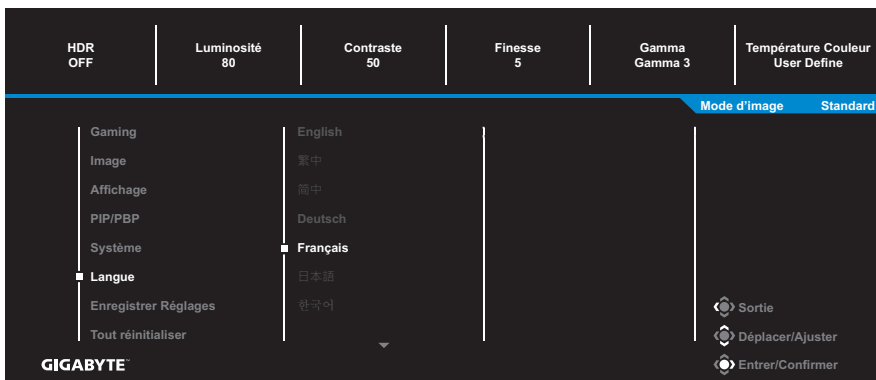 HDR
OFF
Luminosité
80
Contraste
50
Finesse
5
Gamma
Gamma 3
Température Couleur
User Define
Mode d'image Standard
Gaming
Image
Affichage
PIP/PBP
Système
Langue
Enregistrer Réglages
Tout réinitialiser
English
繁中
简中
Deutsch
Français
日本語
한국어
Sortie
Déplacer/Ajuster
Entrer/Confirmer
GIGABYTE™